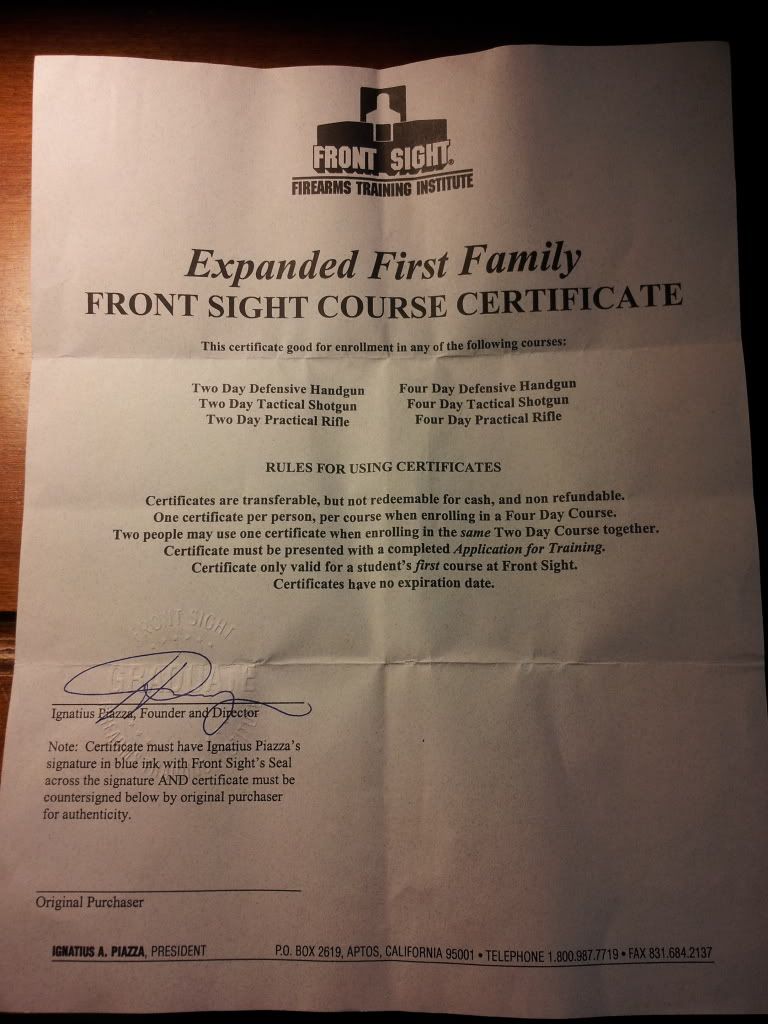 FRONT SIGHT®
FIREARMS TRAINING INSTITUTE
Expanded First Family
FRONT SIGHT COURSE CERTIFICATE
This certificate good for enrollment in any of the following courses:
Two Day Defensive Handgun Four Day Defensive Handgun
Two Day Tactical Shotgun Four Day Tactical Shotgun
Two Day Practical Rifle Four Day Practical Rifle
RULES FOR USING CERTIFICATES
Certificates are transferable, but not redeemable for cash, and non refundable.
One certificate per person, per course when enrolling in a Four Day Course.
Two people may use one certificate when enrolling in the same Two Day Course together.
Certificate must be presented with a completed Application for Training.
Certificate only valid for a student's first course at Front Sight.
Certificates have no expiration date.
FRONT SIGHT
GRADUATE
Ignatius Piazza, Founder and Director
Note: Certificate must have Ignatius Piazza's
signature in blue ink with Front Sight's Seal
across the signature AND certificate must be
countersigned below by original purchaser
for authenticity.
Original Purchaser
IGNATIUS A. PIAZZA, PRESIDENT P.O. BOX 2619, APTOS, CALIFORNIA 95001 • TELEPHONE 1.800.987.7719 • FAX 831.684.2137